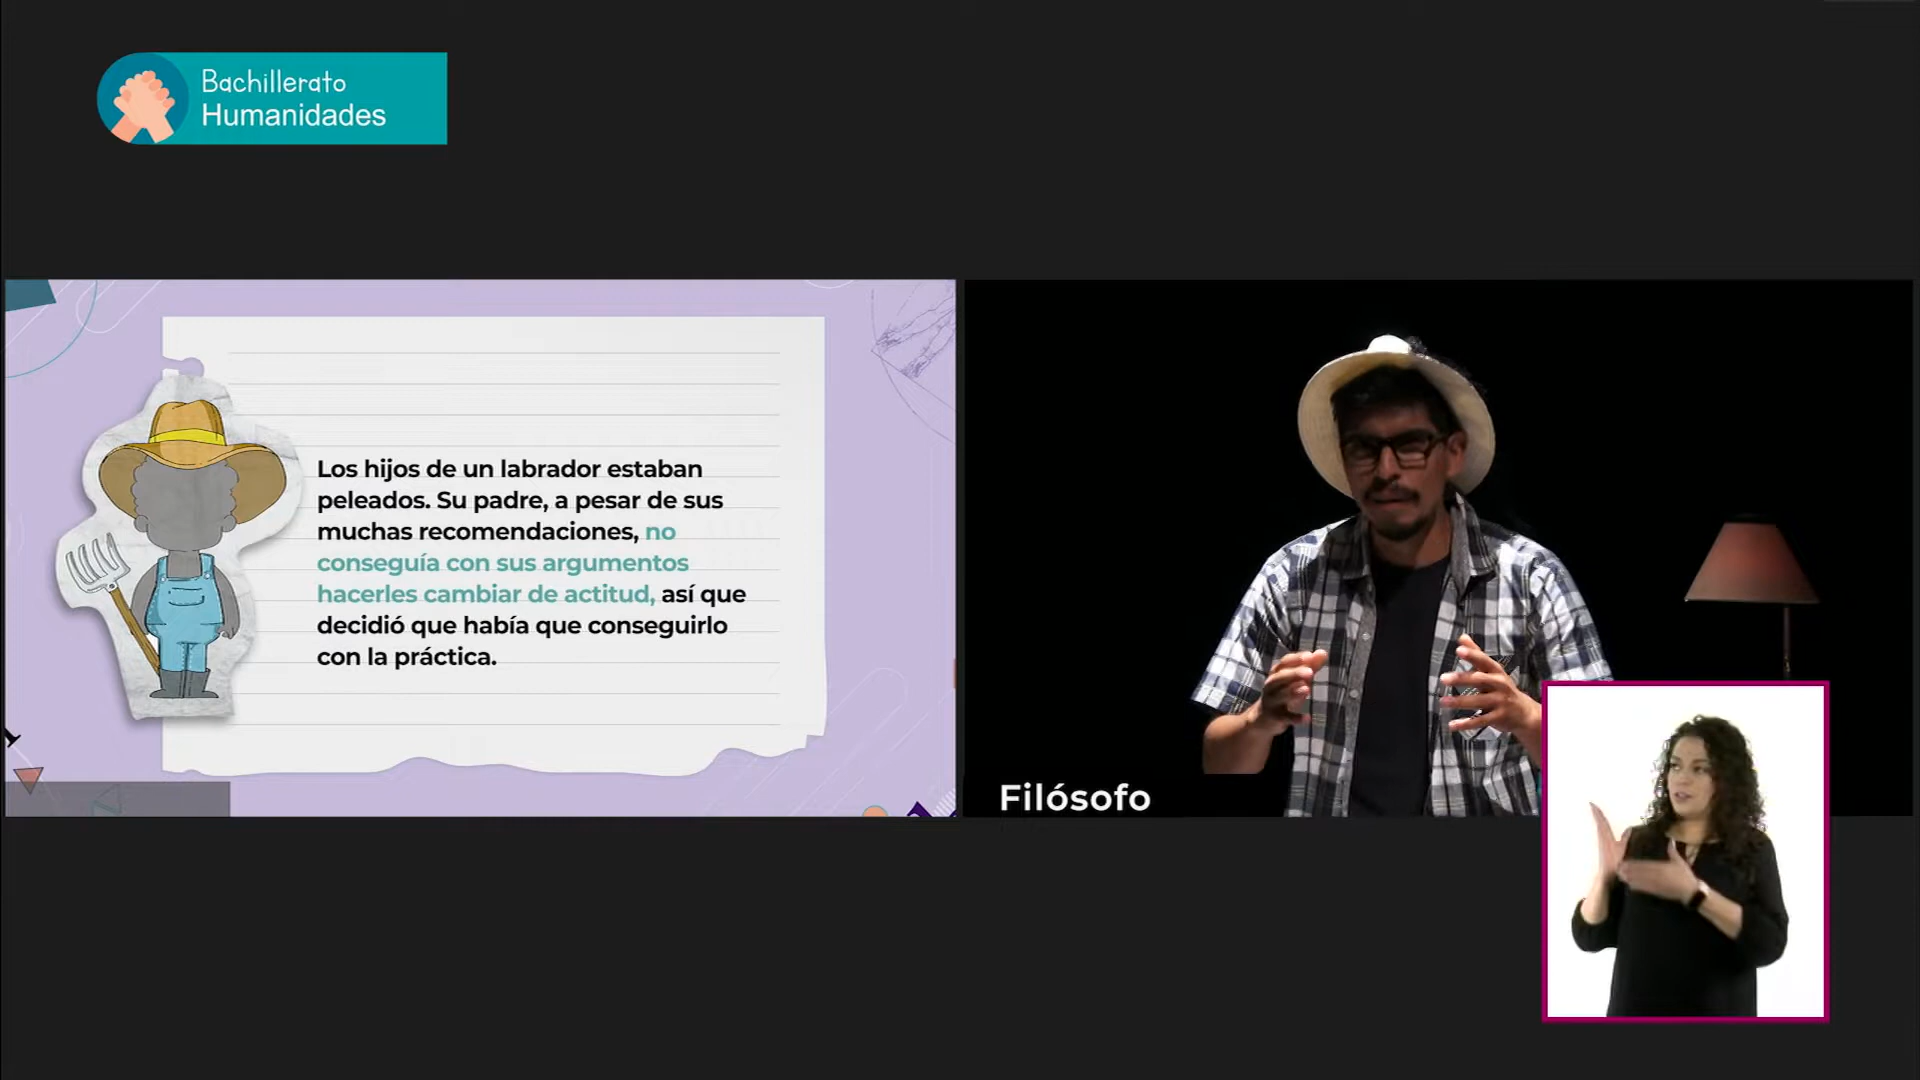 Bachillerato
Humanidades
Los hijos de un labrador estaban
peleados. Su padre, a pesar de sus
muchas recomendaciones, no
conseguía con sus argumentos
hacerles cambiar de actitud, así que
decidió que había que conseguirlo
con la práctica.
Filósofo